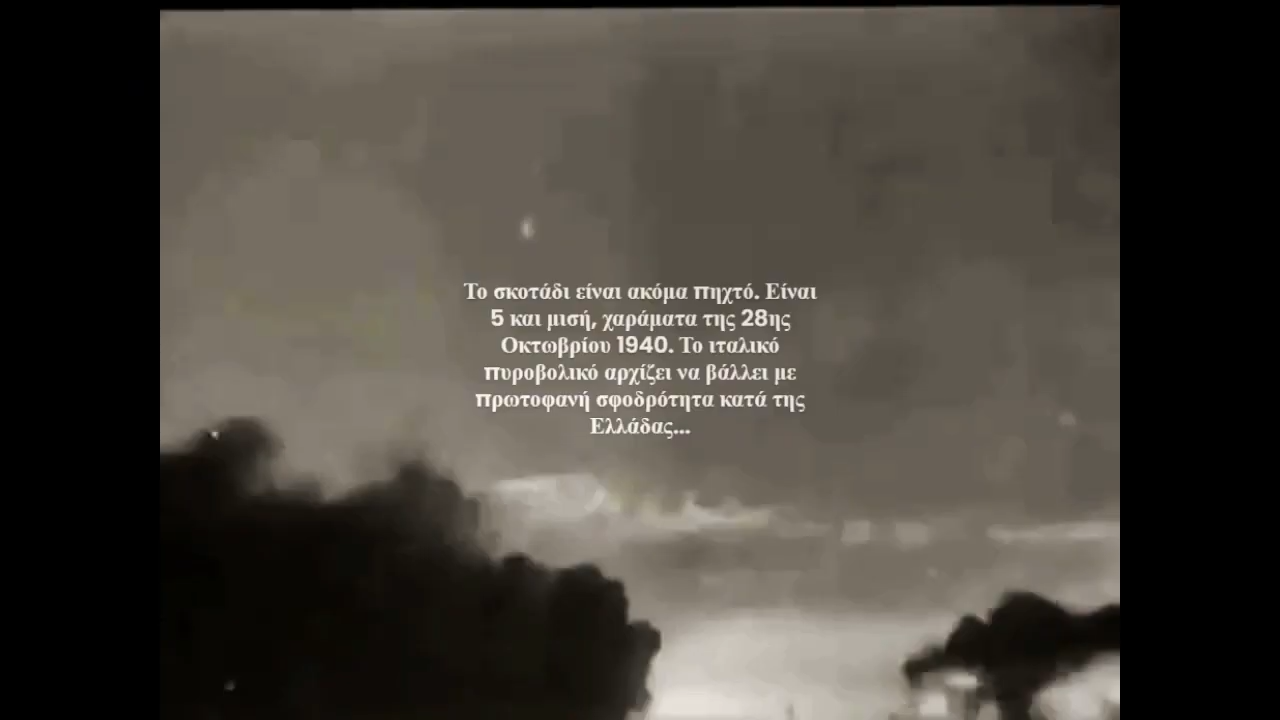 Το σκοτάδι είναι ακόμα πηχτό. Είναι
5 και μισή, χαράματα της 28ης
Οκτωβρίου 1940. Το ιταλικό
πυροβολικό αρχίζει να βάλλει με
πρωτοφανή σφοδρότητα κατά της
Ελλάδας...